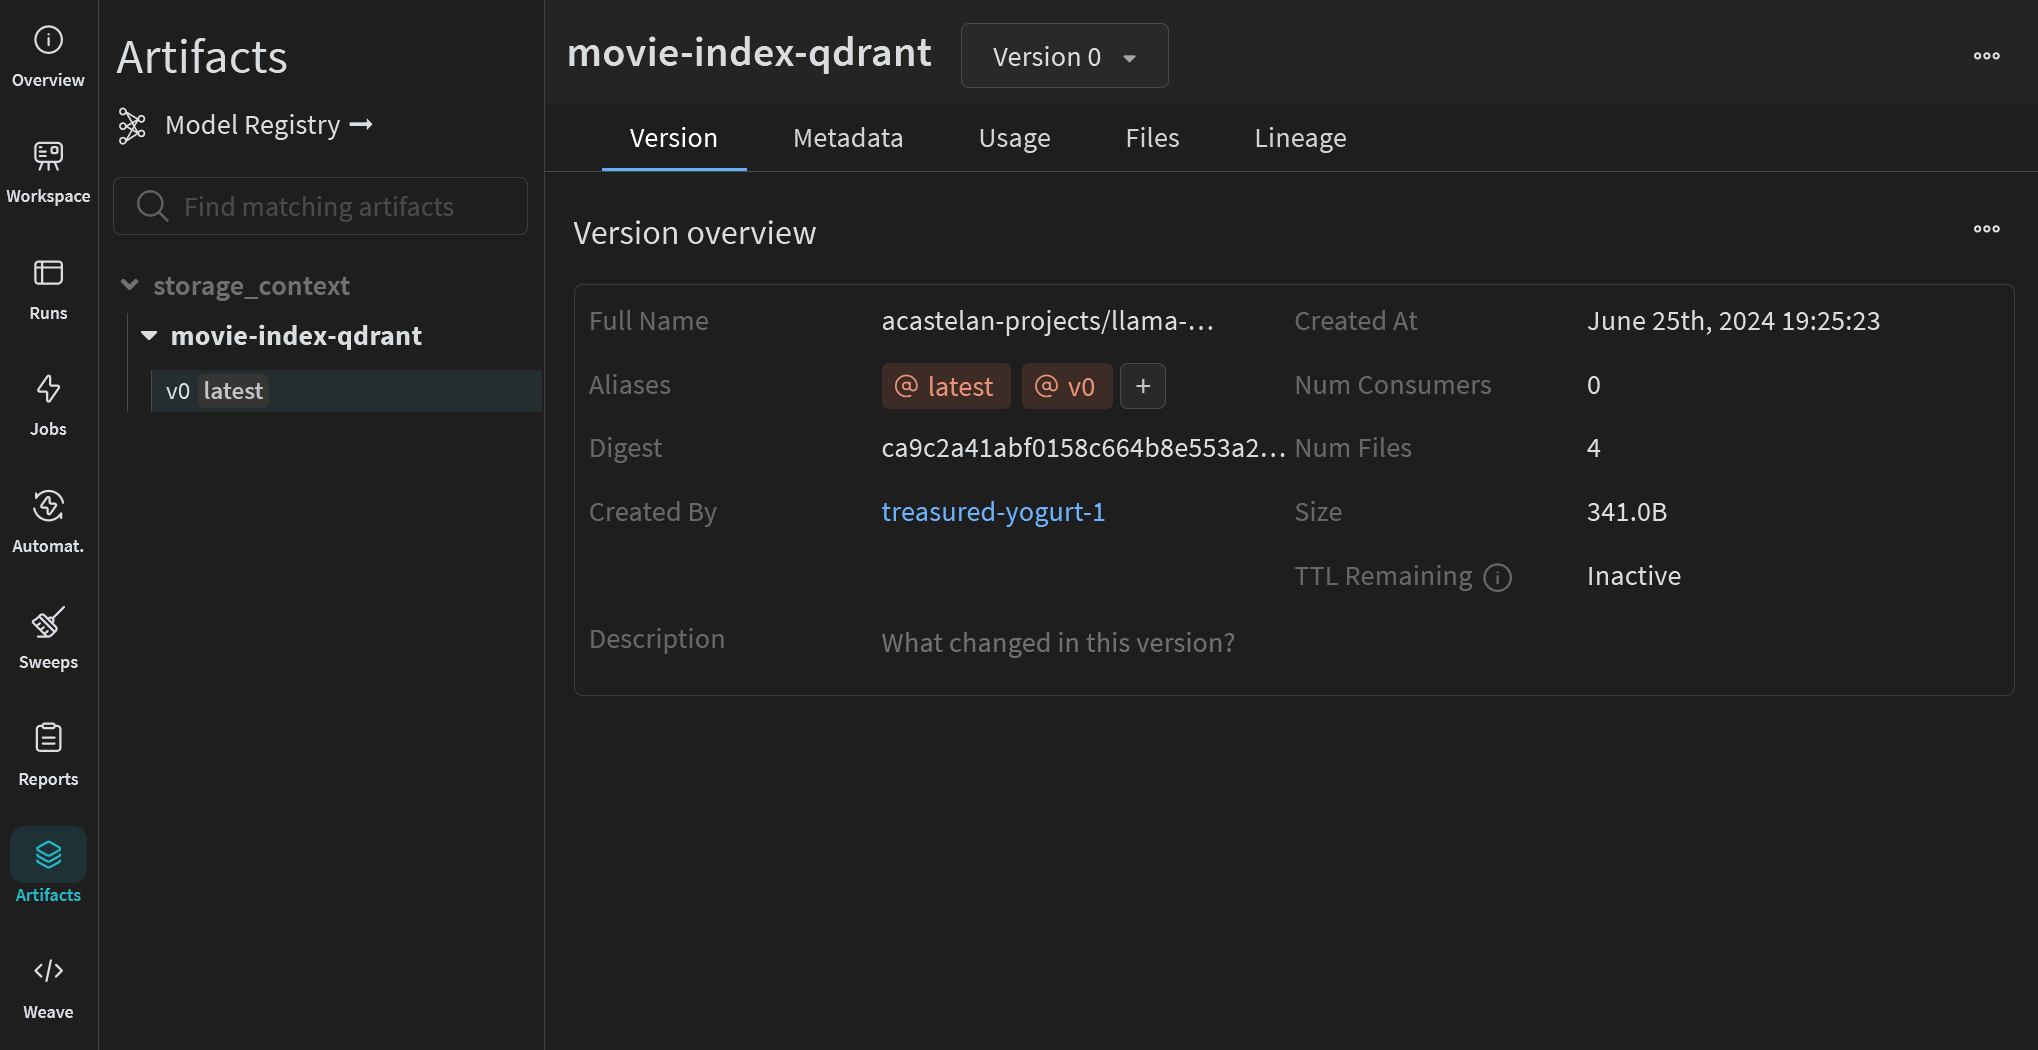 Overview
Workspace
Runs
Jobs
Automat.
Sweeps
Reports
Artifacts
Weave
Artifacts
Model Registry
Find matching artifacts
storage_context
movie-index-qdrant
v0 latest
movie-index-qdrant
Version 0
Version Metadata Usage Files Lineage
Version overview
Full Name acastelan-projects/llama-... Created At June 25th, 2024 19:25:23
Aliases @ latest @ v0 + Num Consumers 0
Digest ca9c2a41abf0158c664b8e553a2... Num Files 4
Created By treasured-yogurt-1 Size 341.0B
TTL Remaining Inactive
Description What changed in this version?